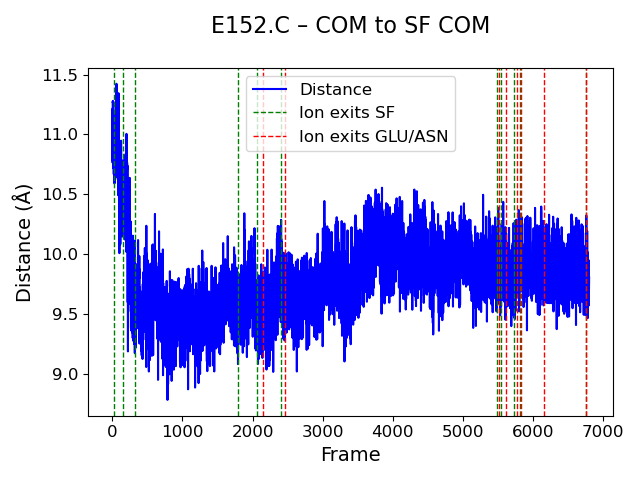 E152.C – COM to SF COM
Distance
Ion exits SF
Ion exits GLU/ASN
Distance (Å)
11.5
11.0
10.5
10.0
9.5
9.0
0 1000 2000 3000 4000 5000 6000 7000
Frame